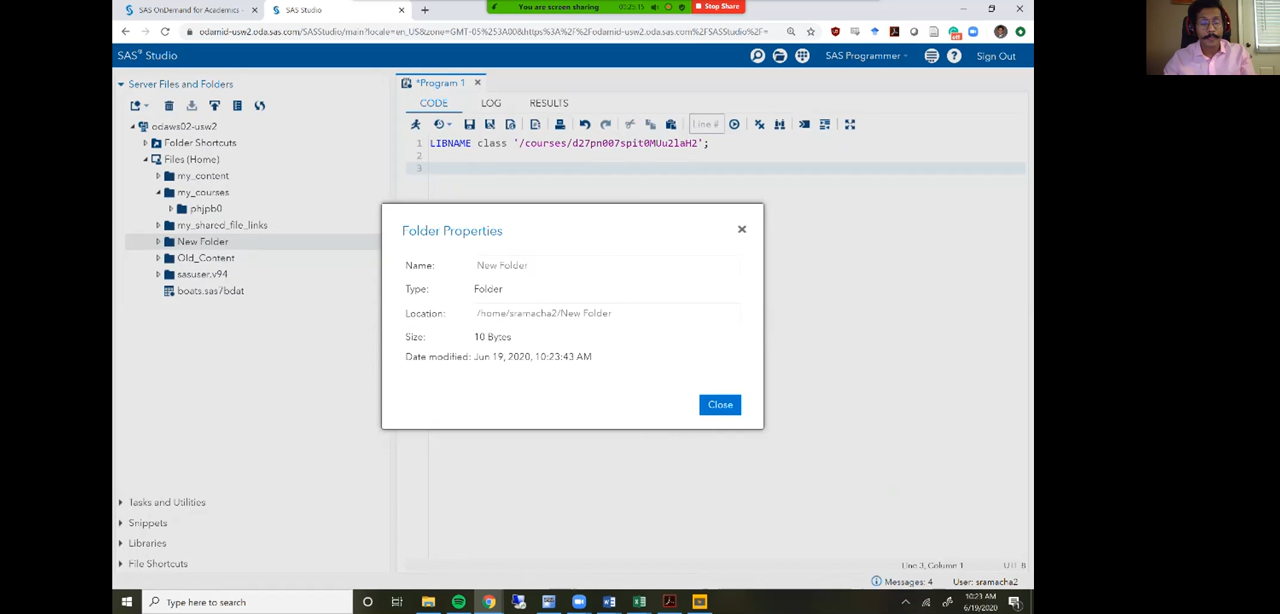 SAS OnDemand for Academics -
SAS Studio
You are screen sharing
Stop Share
SAS® Studio
SAS Programmer
Sign Out
Server Files and Folders
*Program 1
CODE LOG RESULTS
Line #
odaws02-usw2
Folder Shortcuts
Files (Home)
my_content
my_courses
phjpb0
my_shared_file_links
New Folder
Old_Content
sasuser.v94
boats.sas7bdat
1 LIBNAME class '/courses/d27pn007spit0MUu2laH2';
2
3
Folder Properties
Name: New Folder
Type: Folder
Location: /home/sramacha2/New Folder
Size: 10 Bytes
Date modified: Jun 19, 2020, 10:23:43 AM
Close
Tasks and Utilities
Snippets
Libraries
File Shortcuts
Line 3, Column 1
Messages: 4 User: sramacha2
Type here to search
10:23 AM
6/19/2020